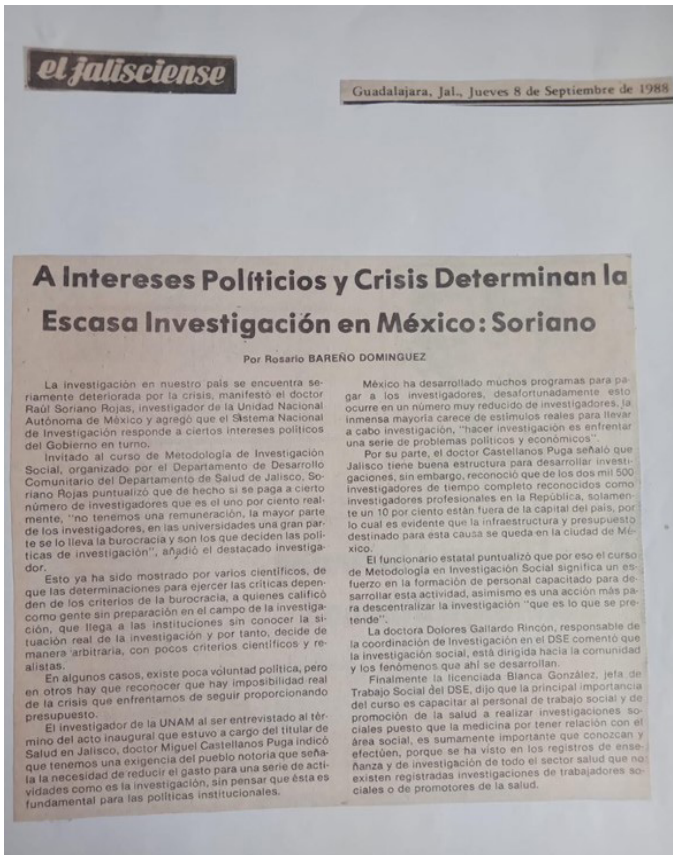 el jalisciense
Guadalajara, Jal., Jueves 8 de Septiembre de 1988
A Intereses Políticios y Crisis Determinan la
Escasa Investigación en México: Soriano
Por Rosario BAREÑO DOMINGUEZ
La investigación en nuestro país se encuentra se-
riamente deteriorada por la crisis, manifestó el doctor
Raúl Soriano Rojas, investigador de la Unidad Nacional
Autónoma de México y agregó que el Sistema Nacional
de Investigación responde a ciertos intereses políticos
del Gobierno en turno.
Invitado al curso de Metodología de Investigación
Social, organizado por el Departamento de Desarrollo
Comunitario del Departamento de Salud de Jalisco, So-
riano Rojas puntualizó que de hecho si se paga a cierto
número de investigadores que es el uno por ciento real-
mente, "no tenemos una remuneración, la mayor parte
de los investigadores, en las universidades una gran par-
te se lo lleva la burocracia y son los que deciden las polí-
ticas de investigación", añadió el destacado investiga-
dor.
Esto ya ha sido mostrado por varios científicos, de
que las determinaciones para ejercer las críticas depen-
den de los criterios de la burocracia, a quienes calificó
como gente sin preparación en el campo de la investiga-
ción, que llega a las instituciones sin conocer la si-
tuación real de la investigación y por tanto, decide de
manera arbitraria, con pocos criterios científicos y re-
alistas.
En algunos casos, existe poca voluntad política, pero
en otros hay que reconocer que hay imposibilidad real
de la crisis que enfrentamos de seguir proporcionando
presupuesto.
El investigador de la UNAM al ser entrevistado al tér-
mino del acto inaugural que estuvo a cargo del titular de
Salud en Jalisco, doctor Miguel Castellanos Puga indicó
que tenemos una exigencia del pueblo notoria que seña-
la la necesidad de reducir el gasto para una serie de acti-
vidades como es la investigación, sin pensar que ésta es
fundamental para las políticas institucionales.
México ha desarrollado muchos programas para pa-
gar a los investigadores, desafortunadamente esto
ocurre en un número muy reducido de investigadores, la
inmensa mayoría carece de estímulos reales para llevar
a cabo investigación, "hacer investigación es enfrentar
una serie de problemas políticos y económicos".
Por su parte, el doctor Castellanos Puga señaló que
Jalisco tiene buena estructura para desarrollar investi-
gaciones, sin embargo, reconoció que de los dos mil 500
investigadores de tiempo completo reconocidos como
investigadores profesionales en la República, solamen-
te un 10 por ciento están fuera de la capital del país, por
lo cual es evidente que la infraestructura y presupuesto
destinado para esta causa se queda en la ciudad de Mé-
xico.
El funcionario estatal puntualizó que por eso el curso
de Metodología en Investigación Social significa un es-
fuerzo en la formación de personal capacitado para de-
sarrollar esta actividad, asimismo es una acción más pa-
ra descentralizar la investigación "que es lo que se pre-
tende".
La doctora Dolores Gallardo Rincón, responsable de
la coordinación de Investigación en el DSE comentó que
la investigación social, está dirigida hacia la comunidad
y los fenómenos que ahí se desarrollan.
Finalmente la licenciada Blanca González, jefa de
Trabajo Social del DSE, dijo que la principal importancia
del curso es capacitar al personal de trabajo social y de
promoción de la salud a realizar investigaciones so-
ciales puesto que la medicina por tener relación con el
área social, es sumamente importante que conozcan y
efectúen, porque se ha visto en los registros de ense-
ñanza y de investigación de todo el sector salud que no
existen registradas investigaciones de trabajadores so-
ciales o de promotores de la salud.